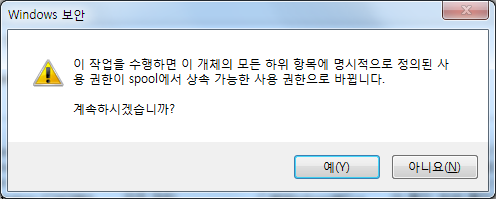 Windows 보안
이 작업을 수행하면 이 개체의 모든 하위 항목에 명시적으로 정의된 사
용 권한이 spool에서 상속 가능한 사용 권한으로 바뀝니다.
계속하시겠습니까?
예(Y)
아니요(N)